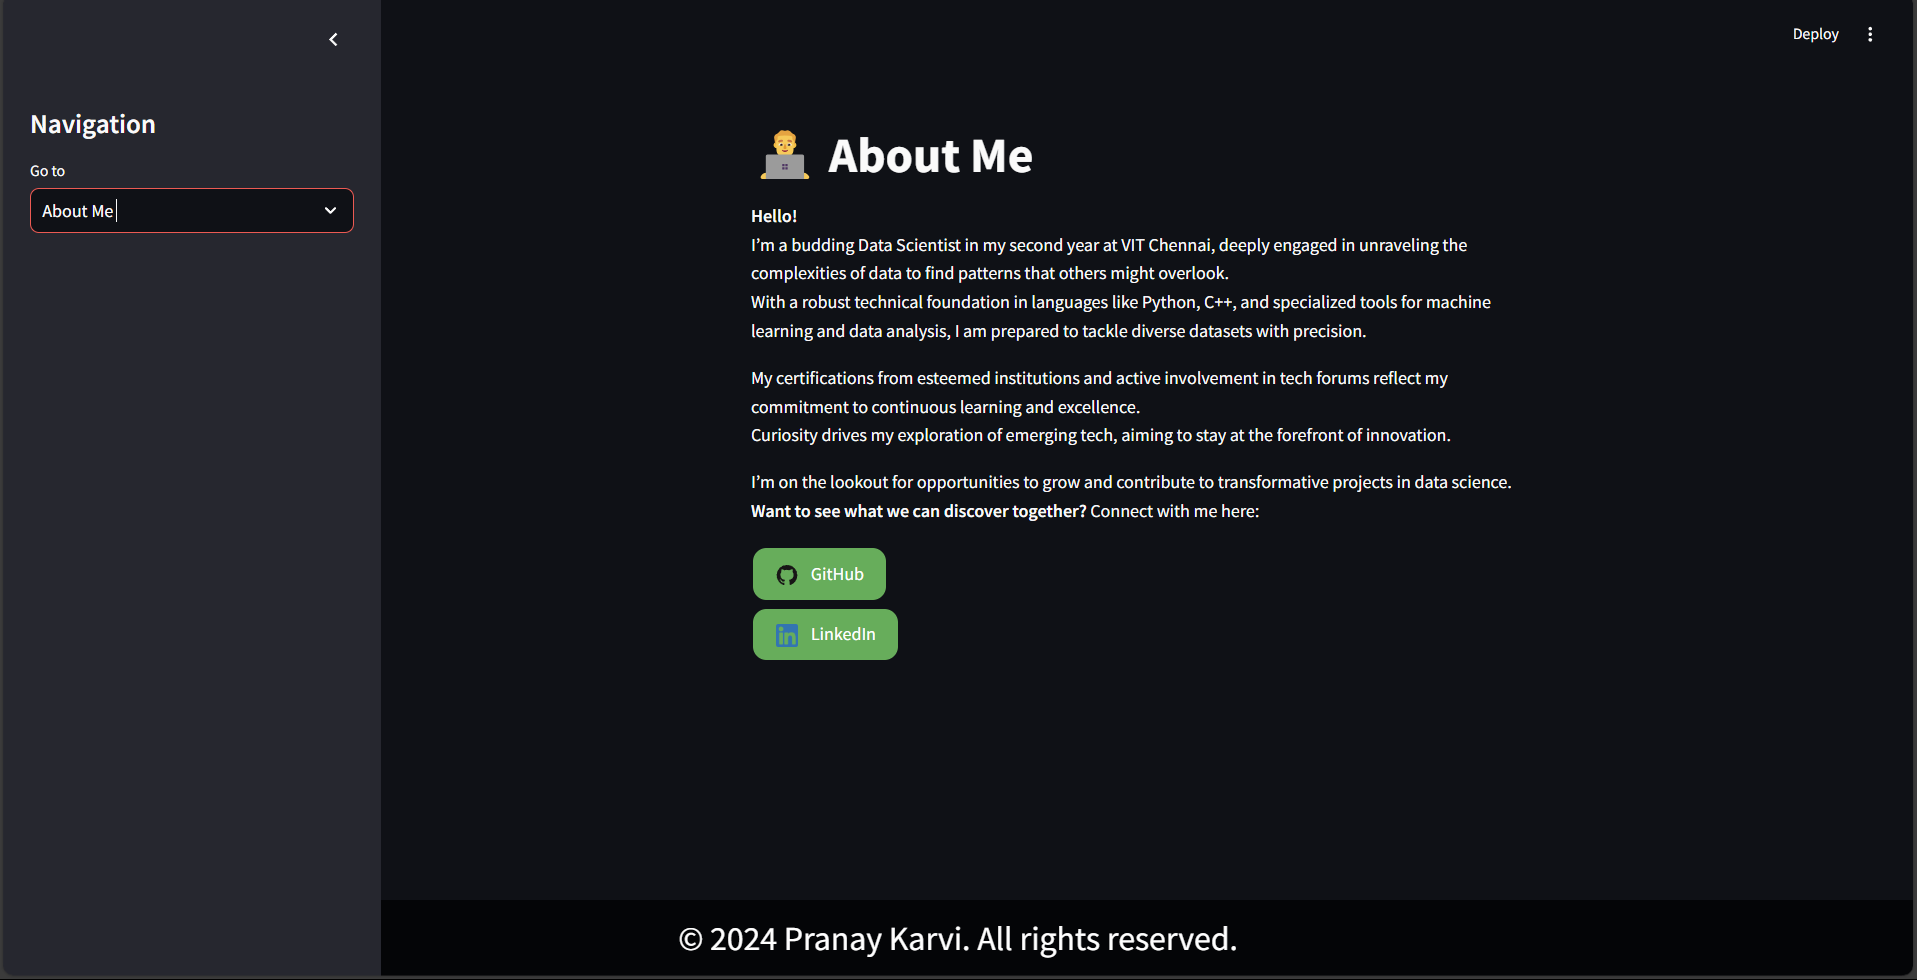 Deploy
Navigation
Go to
About Me
About Me
Hello!
I’m a budding Data Scientist in my second year at VIT Chennai, deeply engaged in unraveling the
complexities of data to find patterns that others might overlook.
With a robust technical foundation in languages like Python, C++, and specialized tools for machine
learning and data analysis, I am prepared to tackle diverse datasets with precision.
My certifications from esteemed institutions and active involvement in tech forums reflect my
commitment to continuous learning and excellence.
Curiosity drives my exploration of emerging tech, aiming to stay at the forefront of innovation.
I’m on the lookout for opportunities to grow and contribute to transformative projects in data science.
Want to see what we can discover together? Connect with me here:
GitHub
in LinkedIn
© 2024 Pranay Karvi. All rights reserved.